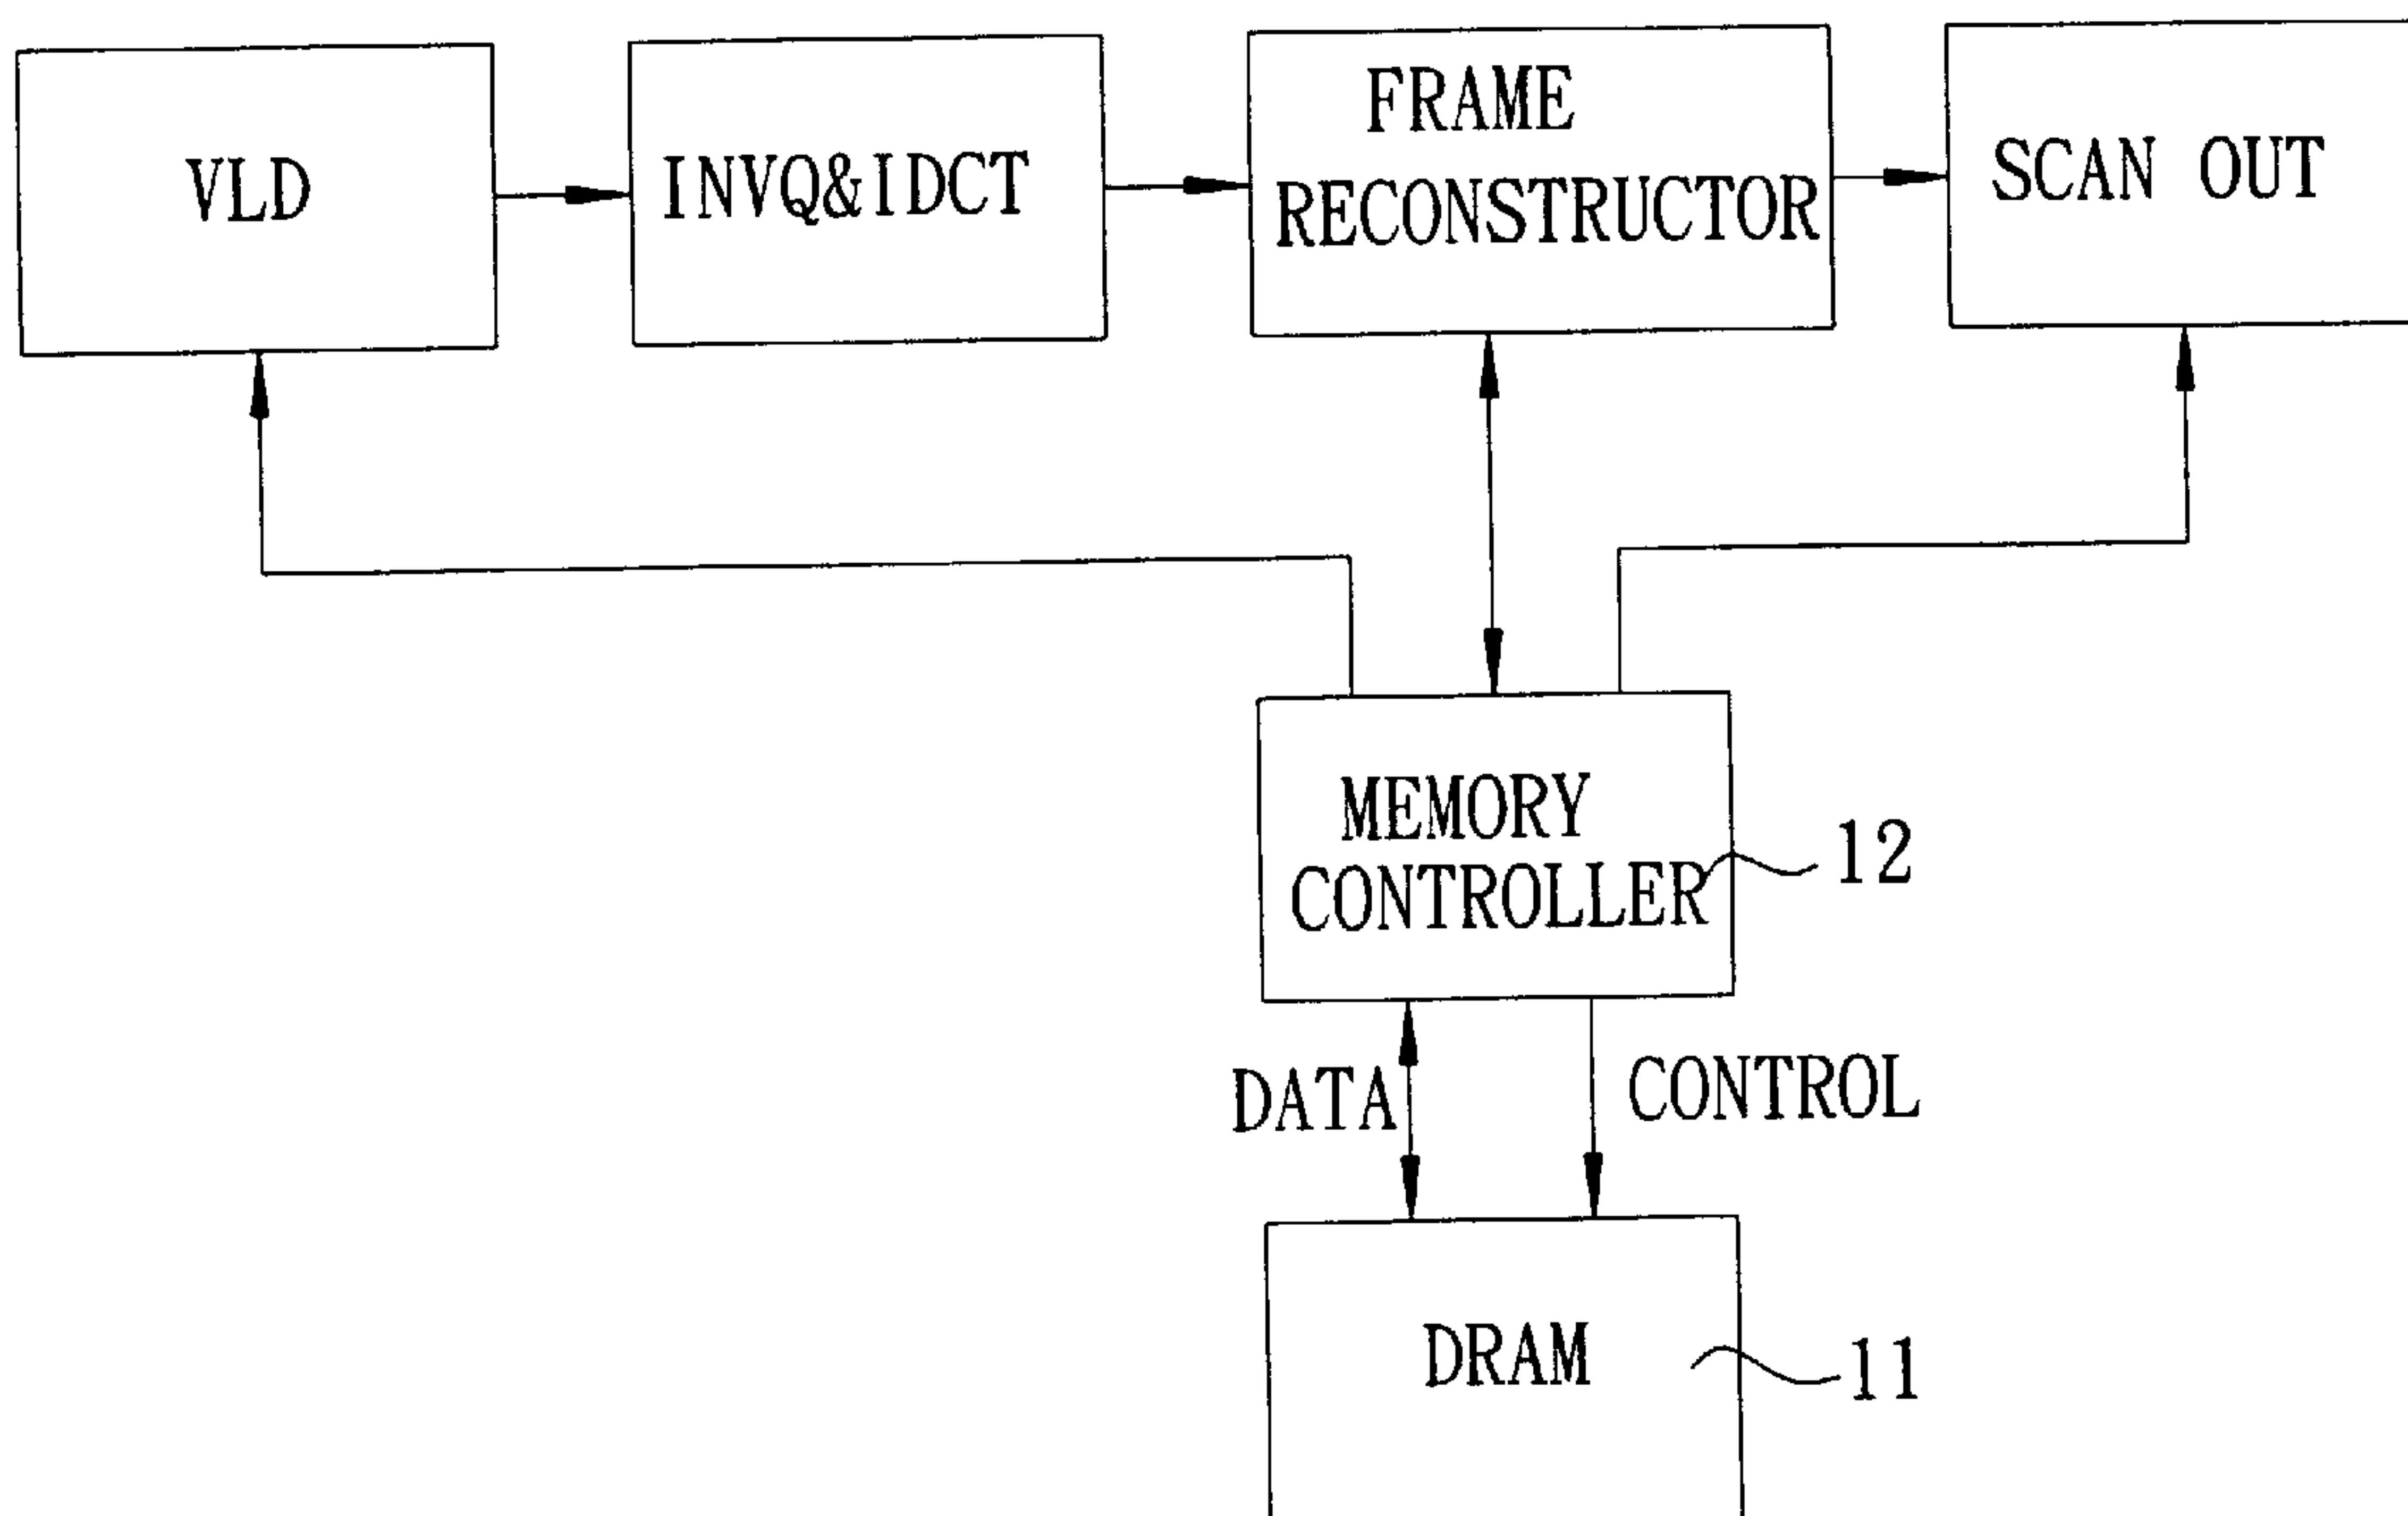 VLD
INVQ&IDCT
FRAME
RECONSTRUCTOR
SCAN OUT
MEMORY
CONTROLLER
12
DATA
CONTROL
DRAM
11